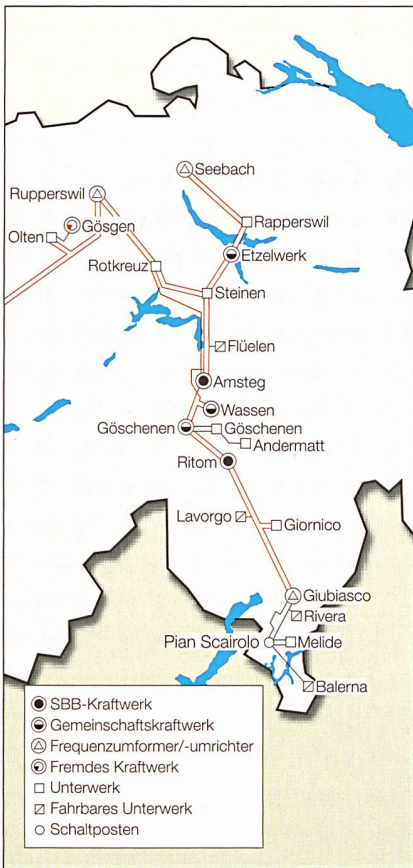 Seebach
Rupperswil
Gösgen
Olten
Rapperswil
Etzelwerk
Rotkreuz
Steinen
Flüelen
Amsteg
Wassen
Göschenen
Göschenen
Andermatt
Ritom
Lavorgo
Giornico
Giubiasco
Rivera
Pian Scairolo
Melide
Balerna
SBB-Kraftwerk
Gemeinschaftskraftwerk
Frequenzumformer/-umrichter
Fremdes Kraftwerk
Unterwerk
Fahrbares Unterwerk
Schaltposten